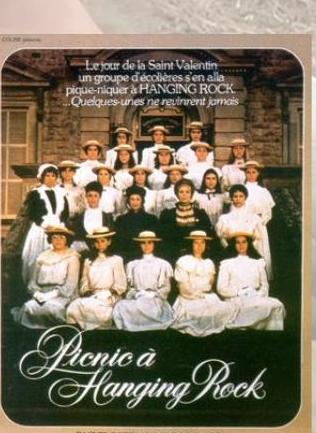 Le jour de la Saint Valentin
un groupe d'écolières s'en alla
pique-niquer à HANGING ROCK
...Quelques-unes ne revinrent jamais
Picnic à
Hanging Rock